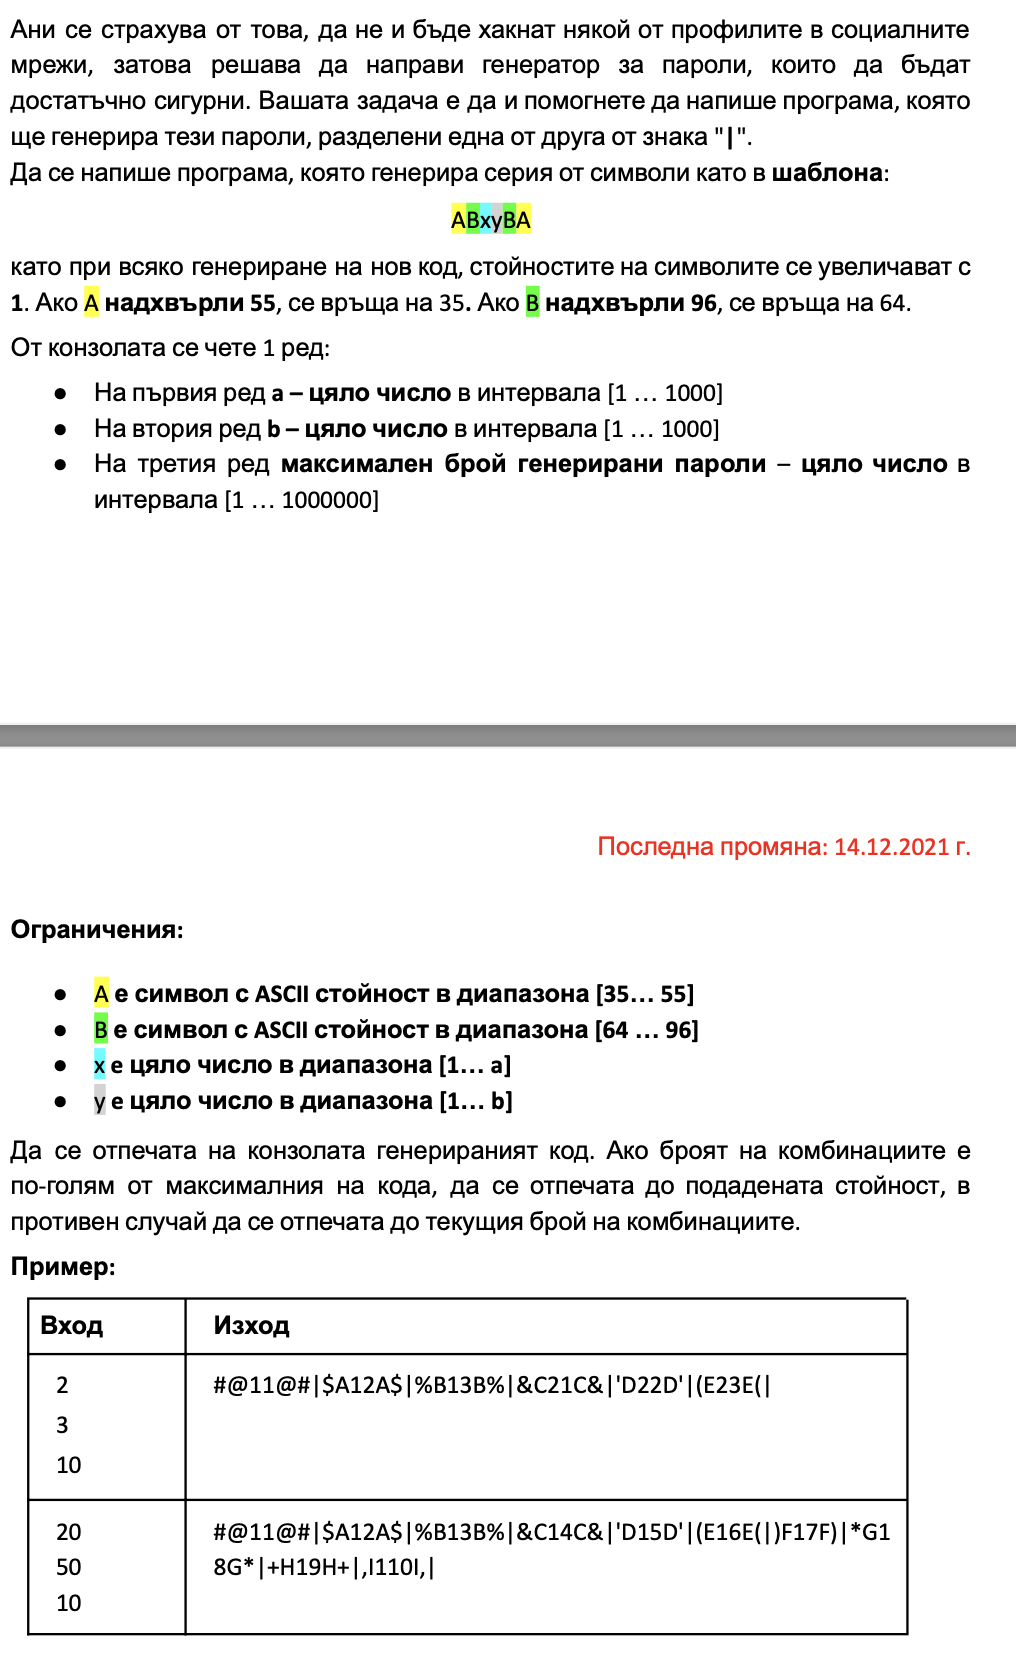 Ани се страхува от това, да не и бъде хакнат някой от профилите в социалните
мрежи, затова решава да направи генератор за пароли, които да бъдат
достатъчно сигурни. Вашата задача е да и помогнете да напише програма, която
ще генерира тези пароли, разделени една от друга от знака "|".
Да се напише програма, която генерира серия от символи като в шаблона:
ABxyBA
като при всяко генериране на нов код, стойностите на символите се увеличават с
1. Ако A надхвърли 55, се връща на 35. Ако B надхвърли 96, се връща на 64.
От конзолата се чете 1 ред:
● На първия ред a – цяло число в интервала [1 … 1000]
● На втория ред b – цяло число в интервала [1 … 1000]
● На третия ред максимален брой генерирани пароли – цяло число в
интервала [1 … 1000000]
Последна промяна: 14.12.2021 г.
Ограничения:
● A е символ с ASCII стойност в диапазона [35… 55]
● B е символ с ASCII стойност в диапазона [64 … 96]
● x е цяло число в диапазона [1… a]
● y е цяло число в диапазона [1… b]
Да се отпечата на конзолата генерираният код. Ако броят на комбинациите е
по-голям от максималния на кода, да се отпечата до подадената стойност, в
противен случай да се отпечата до текущия брой на комбинациите.
Пример:
Вход Изход
2 #@11@#|$A12A$|%B13B%|&C21C&|'D22D'|(E23E(|
3
10
20 #@11@#|$A12A$|%B13B%|&C14C&|'D15D'|(E16E(|)F17F)|*G1
50 8G*|+H19H+|,I110I,|
10